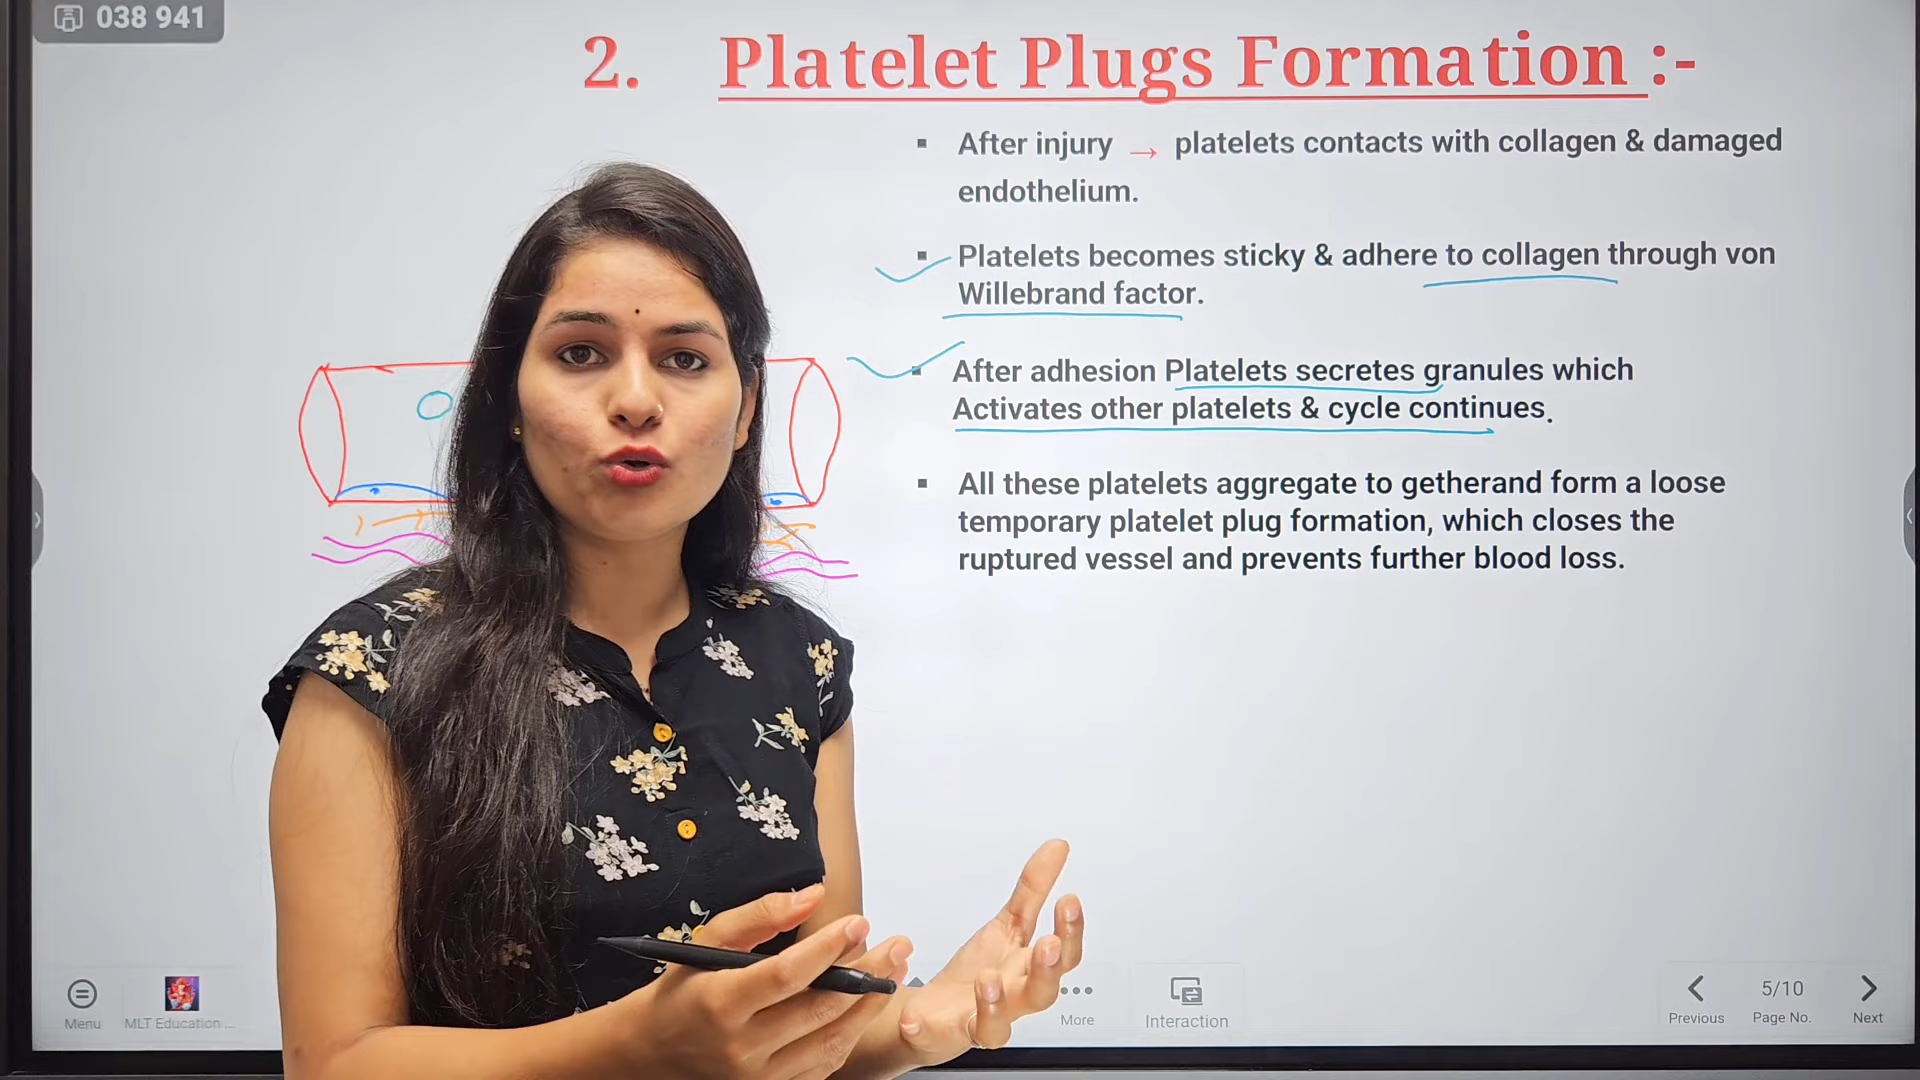 038 941
2. Platelet Plugs Formation :-
▪ After injury → platelets contacts with collagen & damaged
endothelium.
▪ Platelets becomes sticky & adhere to collagen through von
Willebrand factor.
▪ After adhesion Platelets secretes granules which
Activates other platelets & cycle continues.
▪ All these platelets aggregate to getherand form a loose
temporary platelet plug formation, which closes the
ruptured vessel and prevents further blood loss.
Menu
MLT Education ...
More
Interaction
Previous
5/10
Page No.
Next